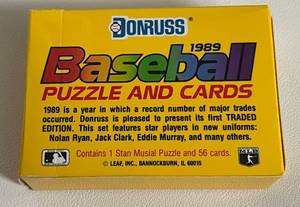 DONRUSS
1989
Baseball
PUZZLE AND CARDS
1989 is a year in which a record number of major trades
occurred. Donruss is pleased to present its first TRADED
EDITION. This set features star players in new uniforms:
Nolan Ryan, Jack Clark, Eddie Murray, and many others.
Contains 1 Stan Musial Puzzle and 56 cards.
© LEAF, INC., BANNOCKBURN, IL 60015